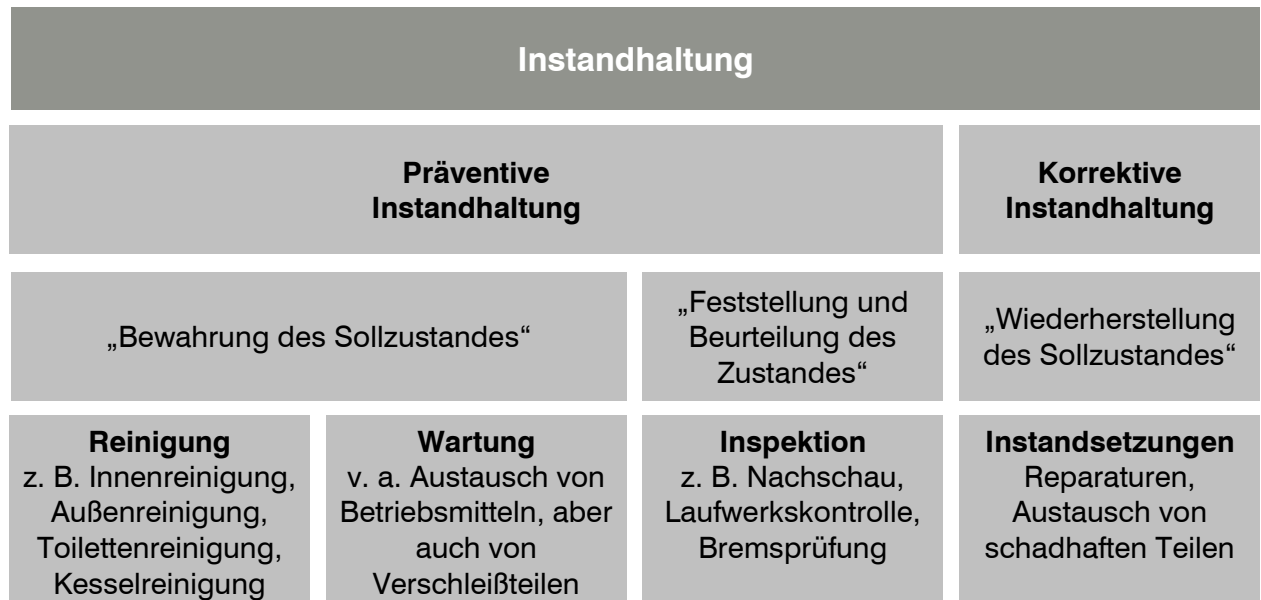 Instandhaltung
Präventive
Instandhaltung
Korrektive
Instandhaltung
„Bewahrung des Sollzustandes“
„Feststellung und
Beurteilung des
Zustandes“
„Wiederherstellung
des Sollzustandes“
Reinigung
z. B. Innenreinigung,
Außenreinigung,
Toilettenreinigung,
Kesselreinigung
Wartung
v. a. Austausch von
Betriebsmitteln, aber
auch von
Verschleißteilen
Inspektion
z. B. Nachschau,
Laufwerkskontrolle,
Bremsprüfung
Instandsetzungen
Reparaturen,
Austausch von
schadhaften Teilen